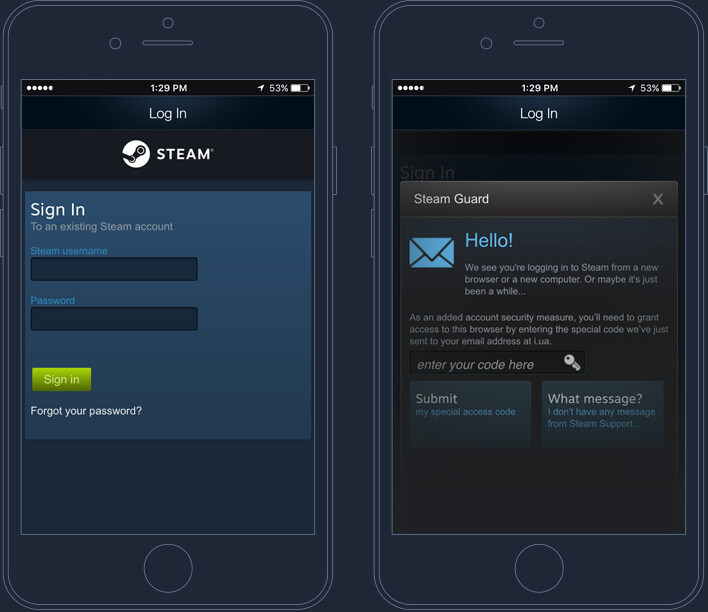 1:29 PM
53%
Log In
STEAM®
Sign In
To an existing Steam account
Steam username
Password
Sign in
Forgot your password?
1:29 PM
53%
Log In
Sign In
Steam Guard
X
Hello!
We see you're logging in to Steam from a new
browser or a new computer. Or maybe it's just
been a while...
As an added account security measure, you'll need to grant
access to this browser by entering the special code we've just
sent to your email address at i.ua.
enter your code here
Submit
my special access code
What message?
I don't have any message
from Steam Support...